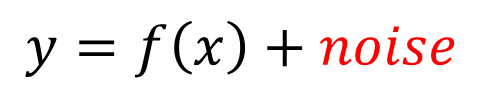 y = f(x) + noise